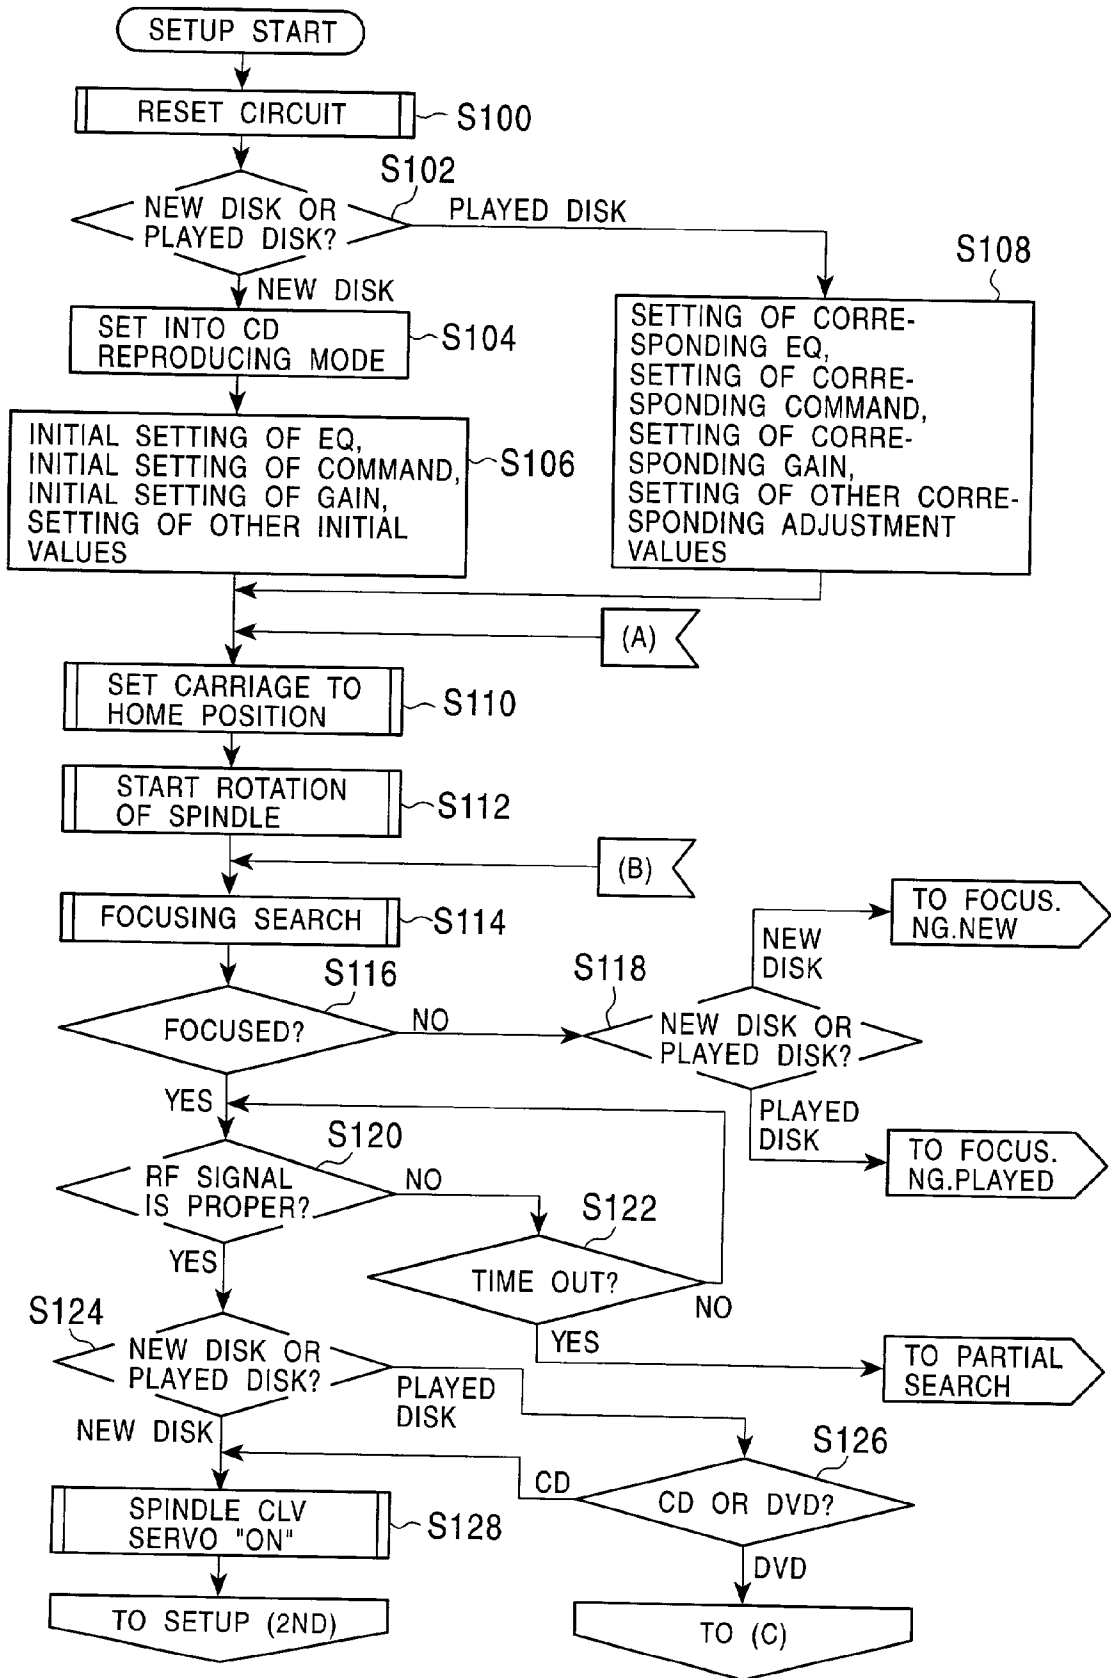 SETUP START
RESET CIRCUIT
S100
S102
NEW DISK OR
PLAYED DISK?
PLAYED DISK
NEW DISK
S108
SET INTO CD
REPRODUCING MODE
S104
SETTING OF CORRE-
SPONDING EQ,
SETTING OF CORRE-
SPONDING COMMAND,
SETTING OF CORRE-
SPONDING GAIN,
SETTING OF OTHER CORRE-
SPONDING ADJUSTMENT
VALUES
INITIAL SETTING OF EQ,
INITIAL SETTING OF COMMAND,
INITIAL SETTING OF GAIN,
SETTING OF OTHER INITIAL
VALUES
S106
(A)
SET CARRIAGE TO
HOME POSITION
S110
START ROTATION
OF SPINDLE
S112
(B)
FOCUSING SEARCH
S114
TO FOCUS.
NG.NEW
NEW
DISK
S116
FOCUSED?
NO
S118
NEW DISK OR
PLAYED DISK?
YES
PLAYED
DISK
TO FOCUS.
NG.PLAYED
S120
RF SIGNAL
IS PROPER?
NO
S122
TIME OUT?
NO
YES
YES
TO PARTIAL
SEARCH
S124
NEW DISK OR
PLAYED DISK?
PLAYED
DISK
NEW DISK
S126
CD OR DVD?
CD
DVD
SPINDLE CLV
SERVO "ON"
S128
TO SETUP (2ND)
TO (C)